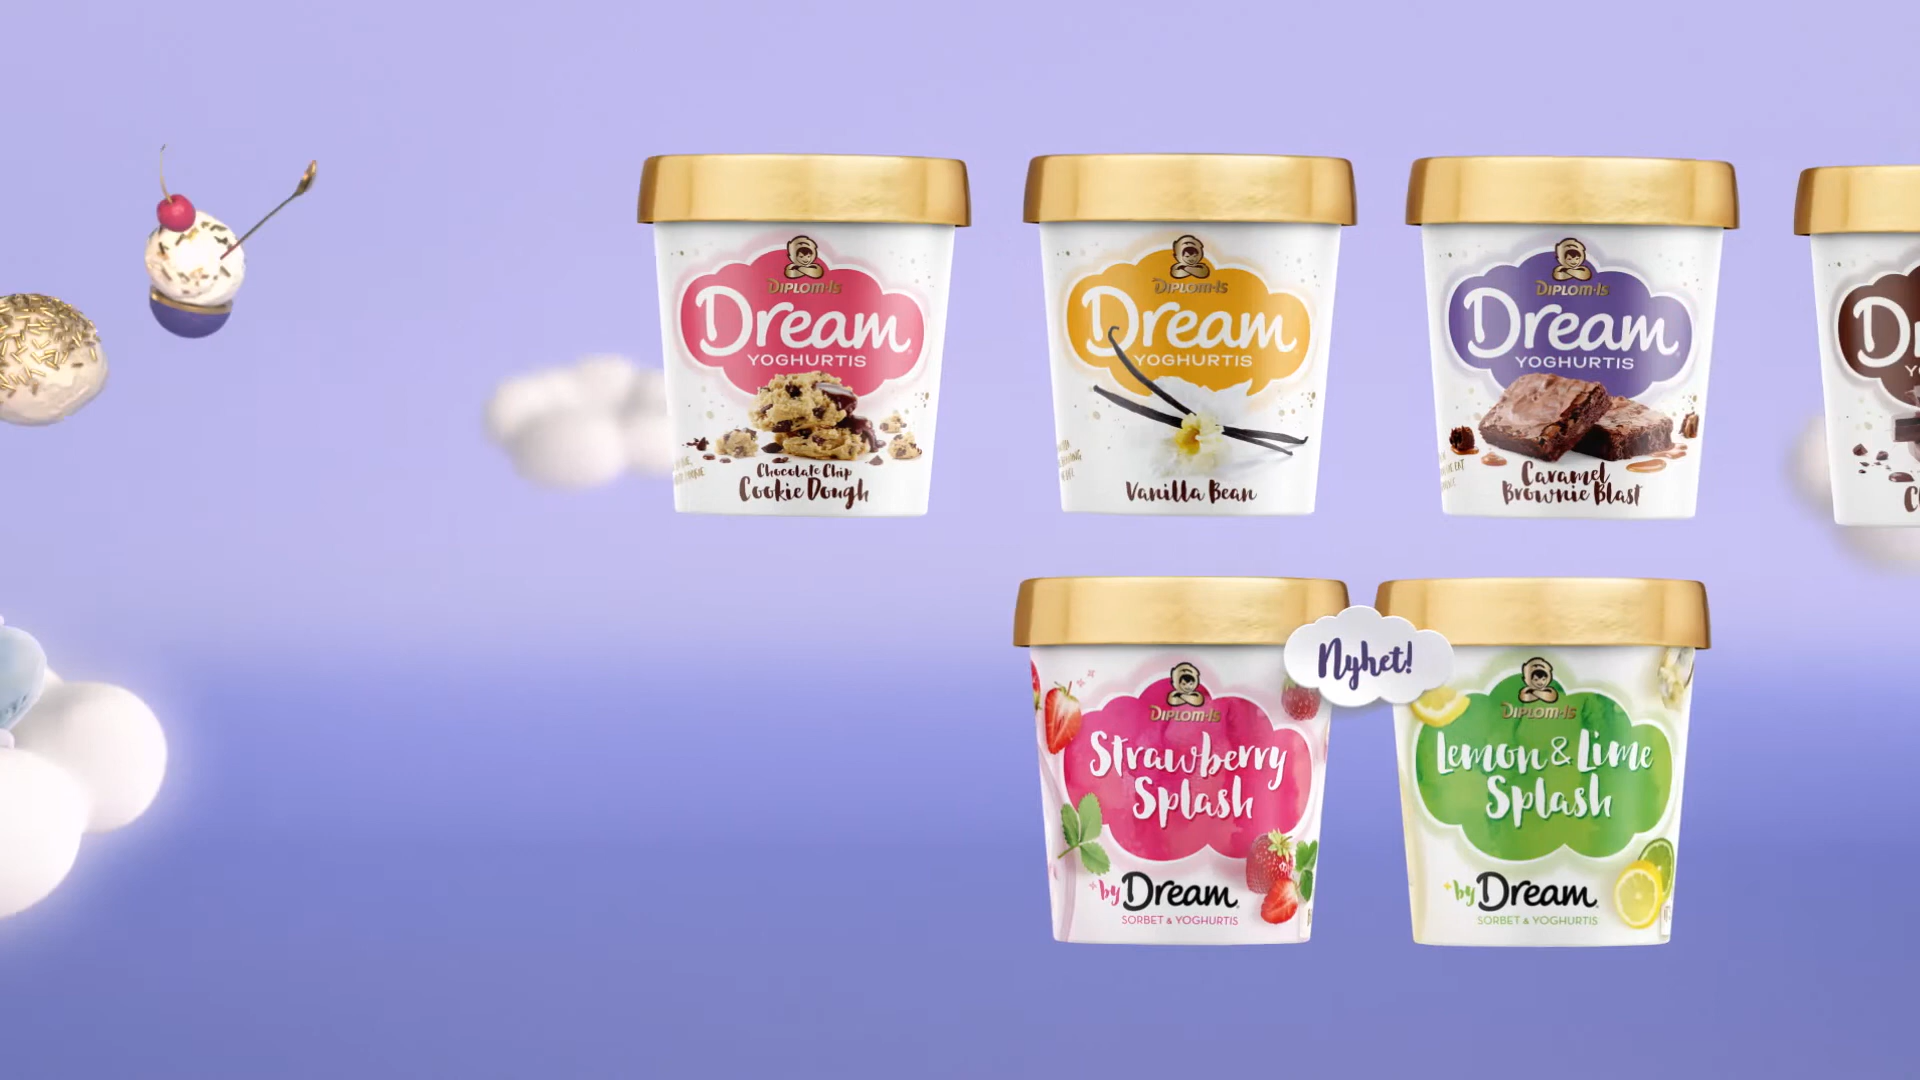 DIPLOM-IS
Dream
YOGHURTIS
Chocolate Chip
Cookie Dough
DIPLOM-IS
Dream
YOGHURTIS
Vanilla Bean
DIPLOM-IS
Dream
YOGHURTIS
Caramel
Brownie Blast
Nyhet!
DIPLOM-IS
Strawberry
Splash
by Dream
SORBET & YOGHURTIS
DIPLOM-IS
Lemon & Lime
Splash
by Dream
SORBET & YOGHURTIS